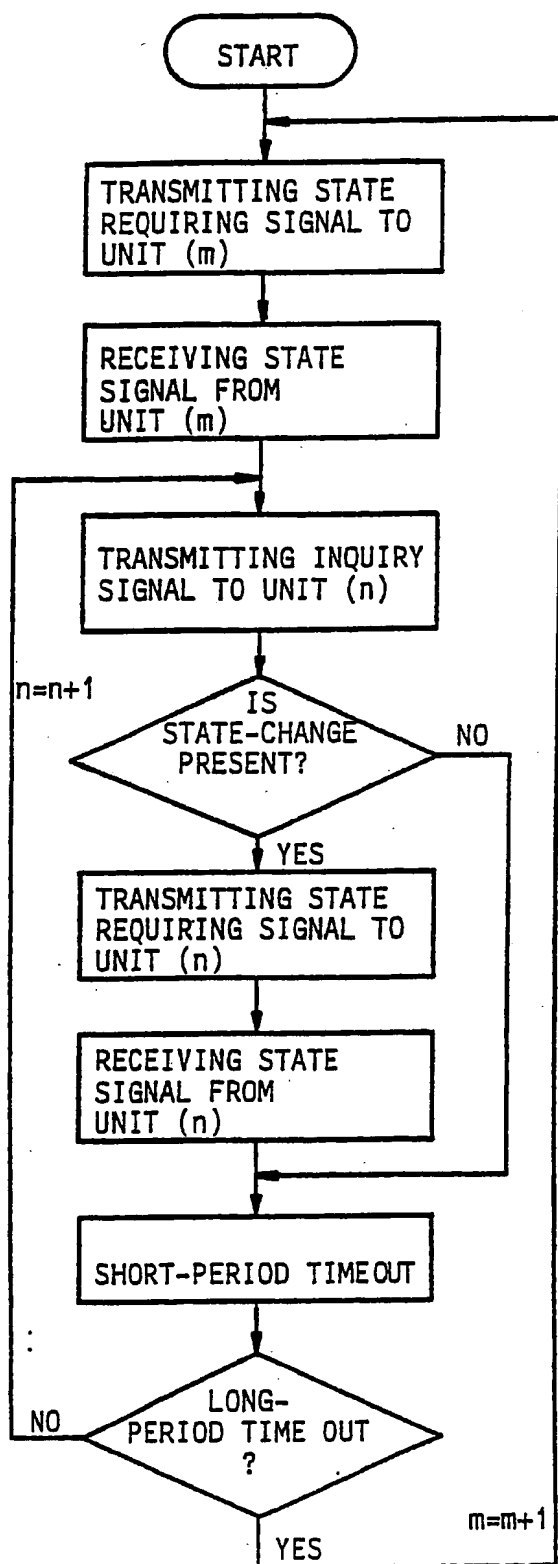 START
TRANSMITTING STATE
REQUIRING SIGNAL TO
UNIT (m)
RECEIVING STATE
SIGNAL FROM
UNIT (m)
TRANSMITTING INQUIRY
SIGNAL TO UNIT (n)
n=n+1
IS
STATE-CHANGE
PRESENT?
NO
YES
TRANSMITTING STATE
REQUIRING SIGNAL TO
UNIT (n)
RECEIVING STATE
SIGNAL FROM
UNIT (n)
SHORT-PERIOD TIMEOUT
LONG-
PERIOD TIME OUT
?
NO
YES
m=m+1